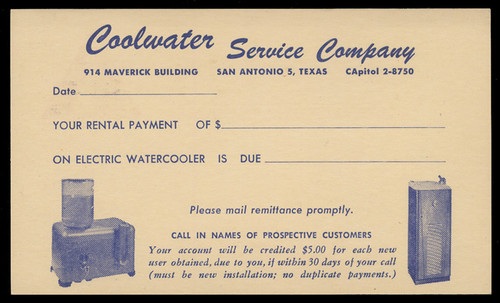 Coolwater Service Company
914 MAVERICK BUILDING SAN ANTONIO 5, TEXAS CApitol 2-8750
Date
YOUR RENTAL PAYMENT OF $
ON ELECTRIC WATERCOOLER IS DUE
Please mail remittance promptly.
CALL IN NAMES OF PROSPECTIVE CUSTOMERS
Your account will be credited $5.00 for each new
user obtained, due to you, if within 30 days of your call
(must be new installation; no duplicate payments.)